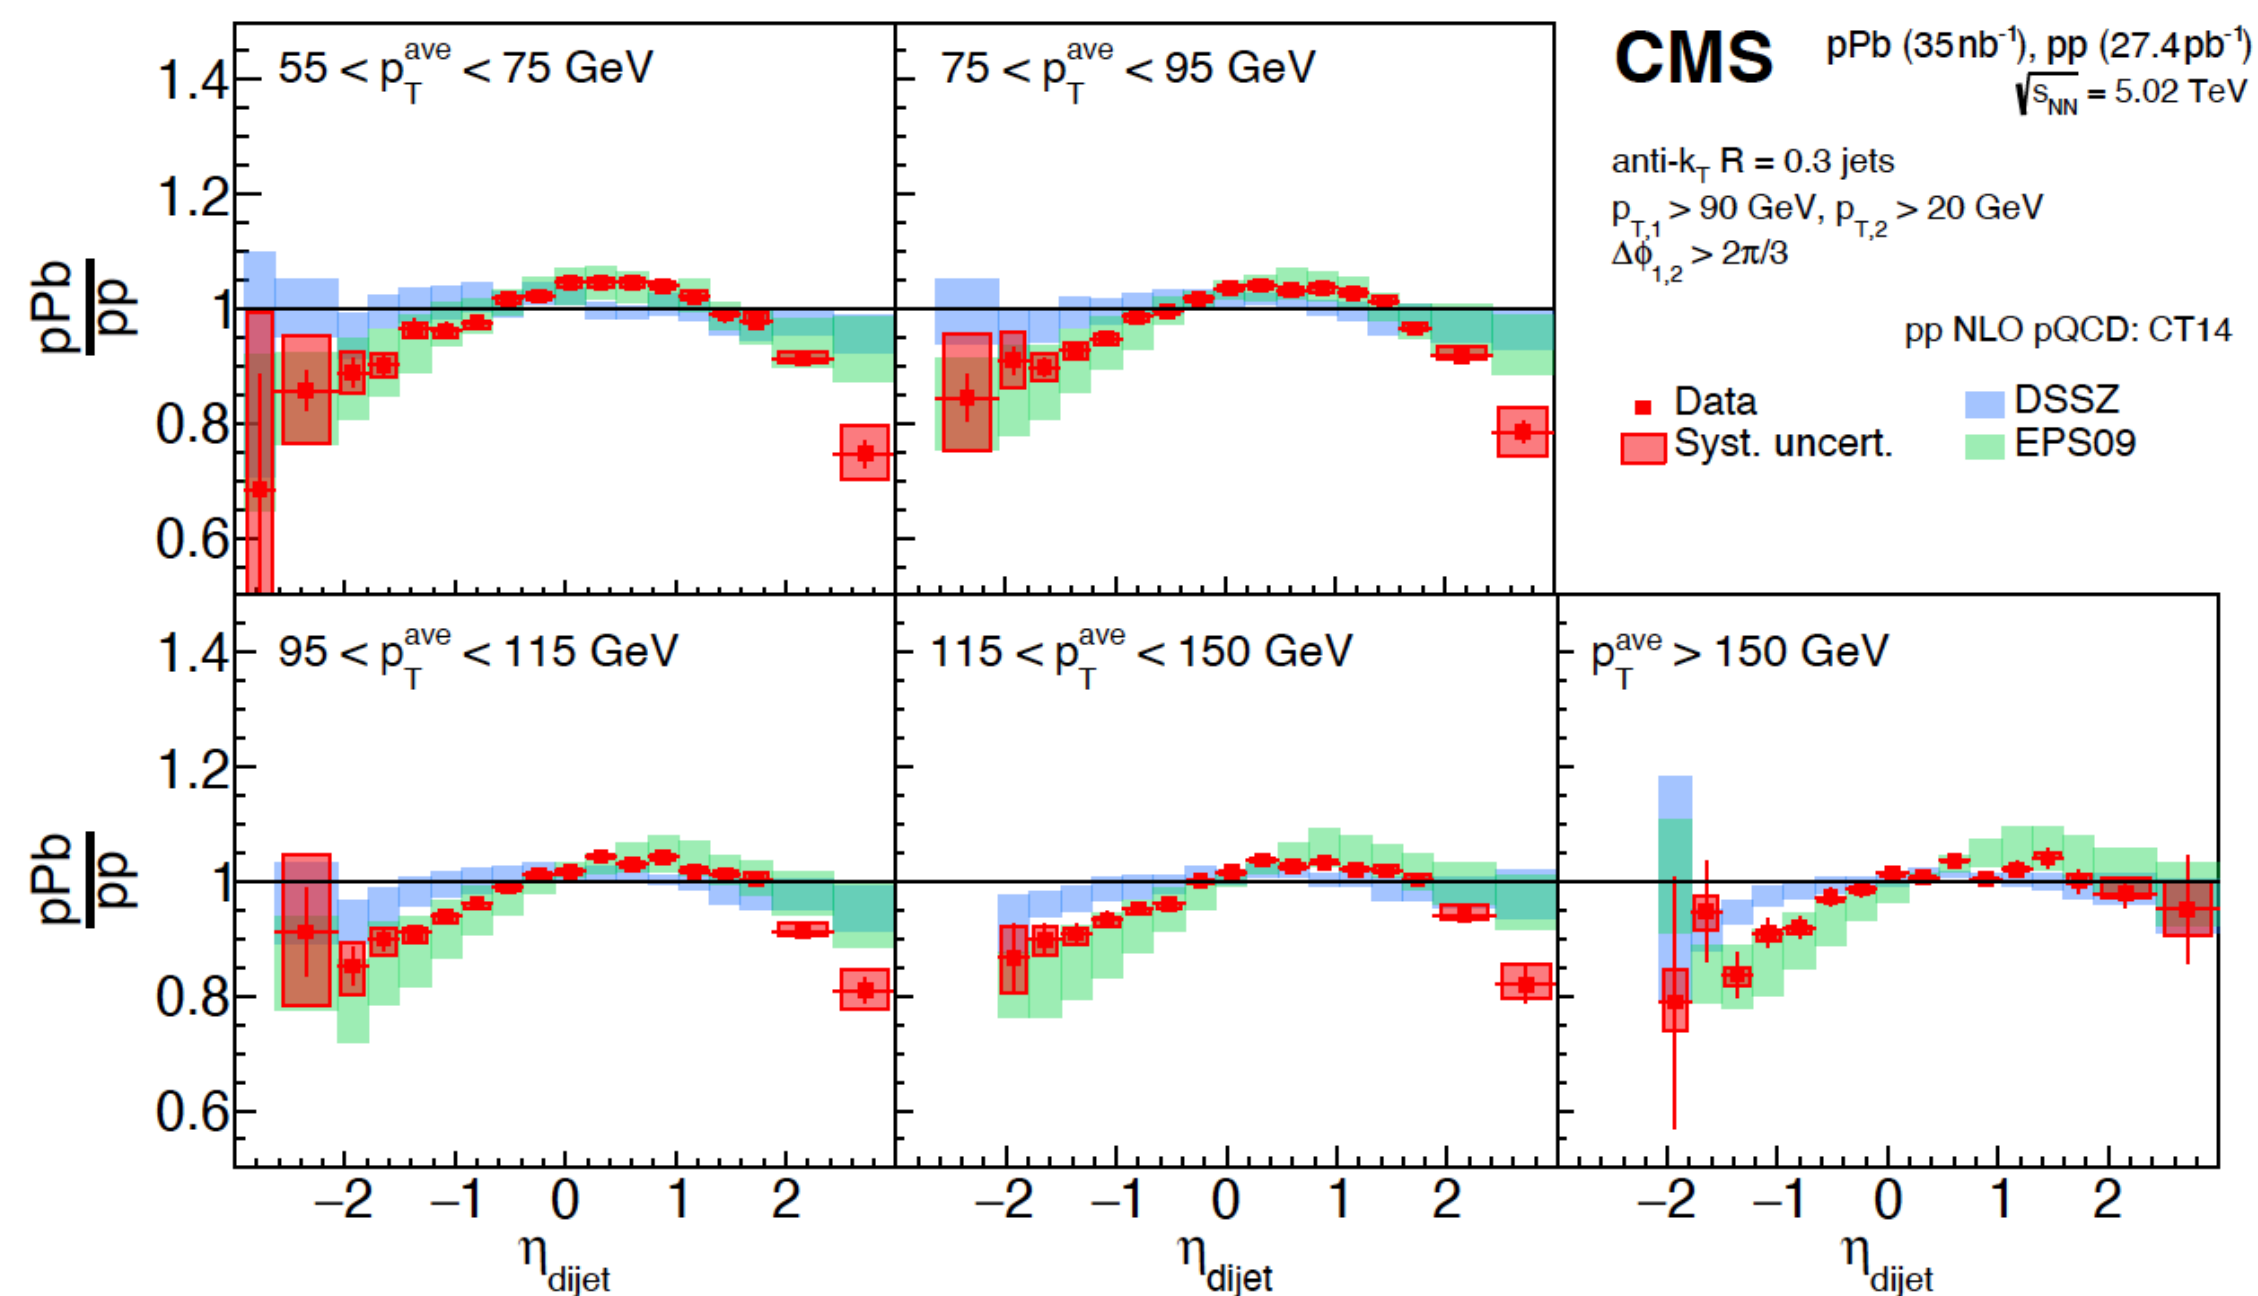 55 < p_T^ave < 75 GeV
75 < p_T^ave < 95 GeV
CMS
pPb (35 nb⁻¹), pp (27.4 pb⁻¹)
√s_NN = 5.02 TeV
anti-k_T R = 0.3 jets
p_T,1 > 90 GeV, p_T,2 > 20 GeV
Δϕ_1,2 > 2π/3
pp NLO pQCD: CT14
Data
DSSZ
Syst. uncert.
EPS09
pPb
pp
1.4
1.2
1
0.8
0.6
95 < p_T^ave < 115 GeV
115 < p_T^ave < 150 GeV
p_T^ave > 150 GeV
pPb
pp
1.4
1.2
1
0.8
0.6
−2 −1 0 1 2
−2 −1 0 1 2
−2 −1 0 1 2
η_dijet
η_dijet
η_dijet